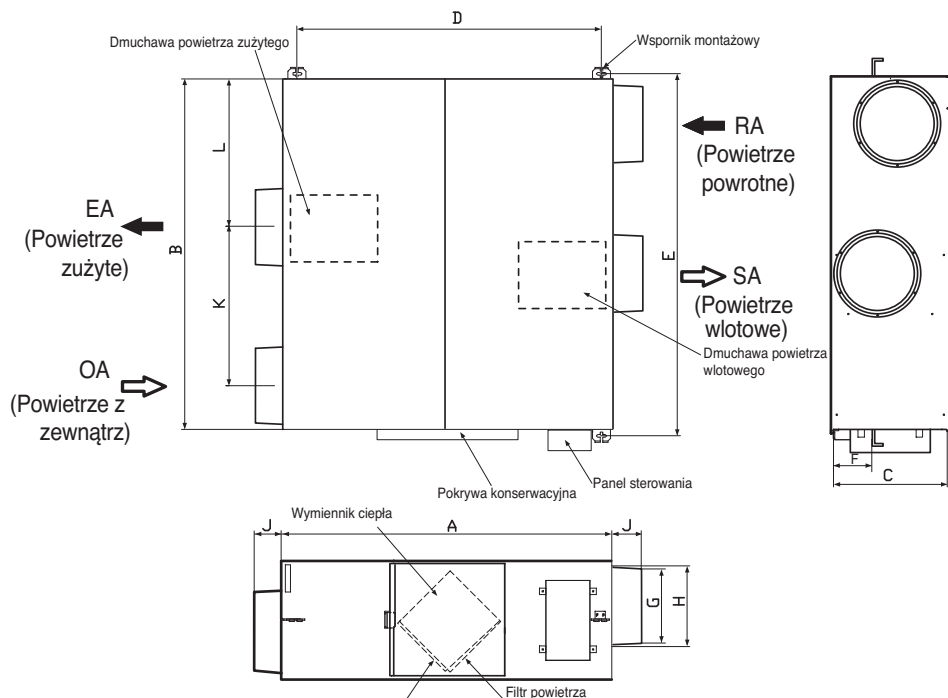 D
Dmuchawa powietrza zużytego
Wspornik montażowy
L
B
K
E
EA
(Powietrze
zużyte)
OA
(Powietrze z
zewnątrz)
RA
(Powietrze
powrotne)
SA
(Powietrze
wlotowe)
Dmuchawa powietrza
wlotowego
F
C
Pokrywa konserwacyjna
Panel sterowania
Wymiennik ciepła
J
A
J
G
H
Filtr powietrza